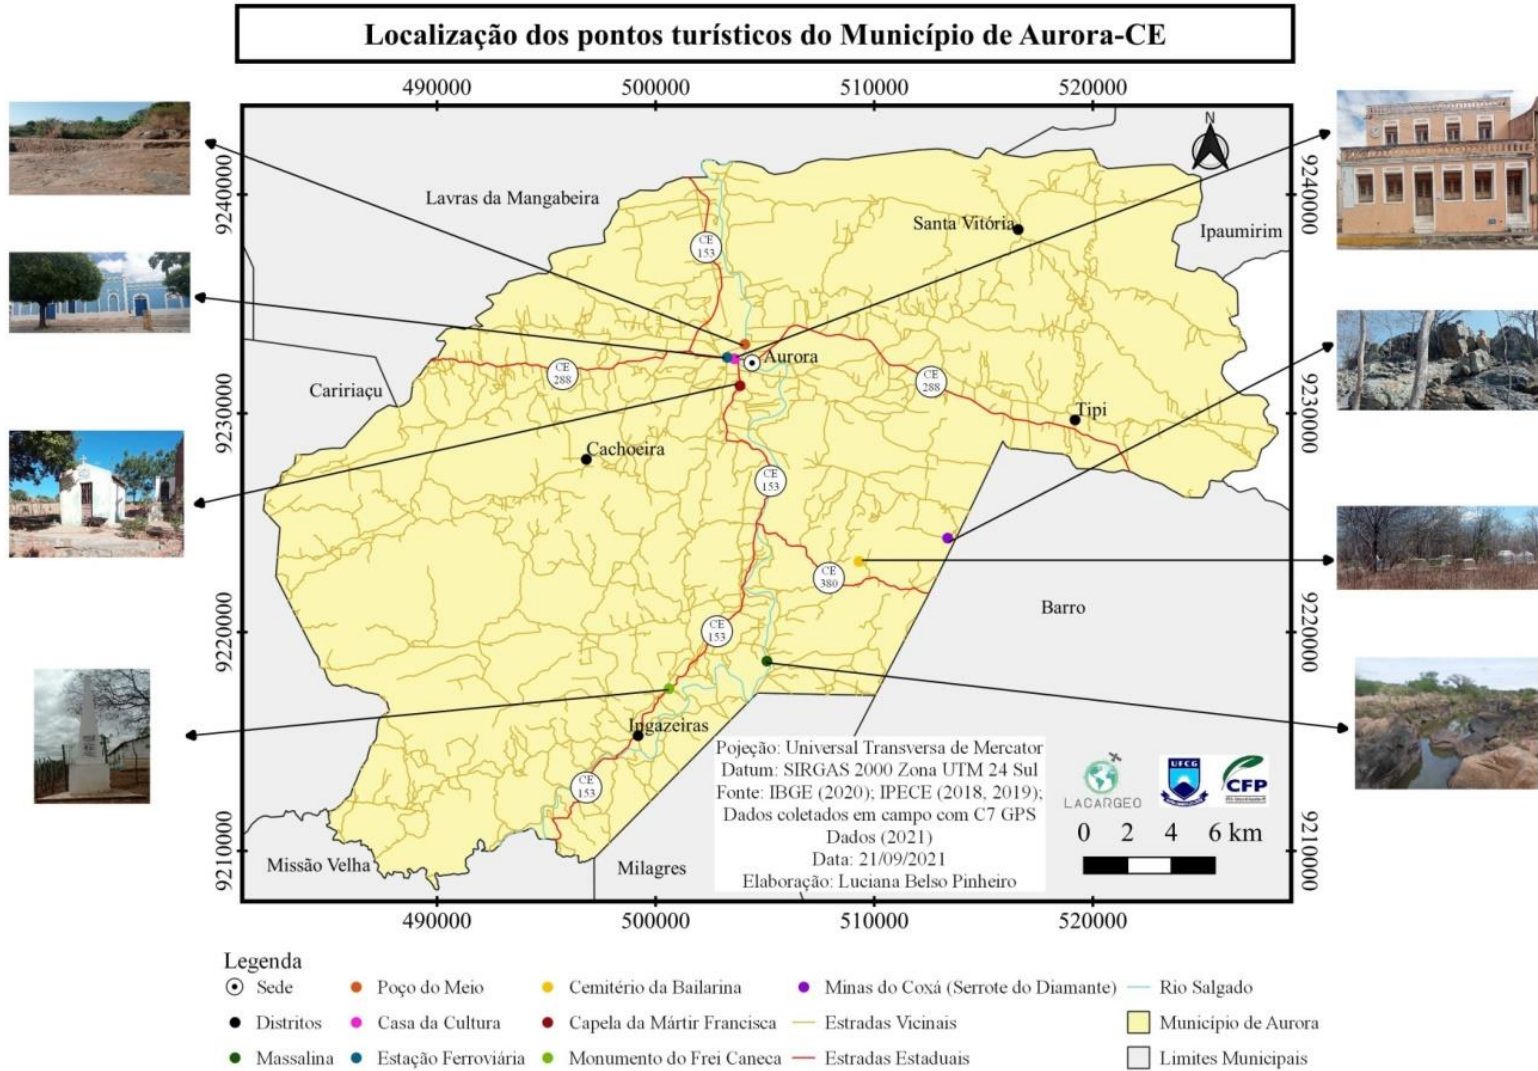 Localização dos pontos turísticos do Município de Aurora-CE
490000 500000 510000 520000
9240000 9240000
9230000 9230000
9220000 9220000
9210000 9210000
N
Lavras da Mangabeira
Santa Vitória
Ipaumirim
CE
153
Aurora
CE
288
CE
288
Caririaçu
Tipi
Cachoeira
CE
153
CE
380
Barro
CE
153
Ingazeiras
CE
153
Missão Velha
Milagres
Pojeção: Universal Transversa de Mercator
Datum: SIRGAS 2000 Zona UTM 24 Sul
Fonte: IBGE (2020); IPECE (2018, 2019);
Dados coletados em campo com C7 GPS
Dados (2021)
Data: 21/09/2021
Elaboração: Luciana Belso Pinheiro
LACARGEO
UFCG
CFP
0 2 4 6 km
490000 500000 510000 520000
Legenda
Sede Poço do Meio Cemitério da Bailarina Minas do Coxá (Serrote do Diamante) Rio Salgado
Distritos Casa da Cultura Capela da Mártir Francisca Estradas Vicinais Município de Aurora
Massalina Estação Ferroviária Monumento do Frei Caneca Estradas Estaduais Limites Municipais